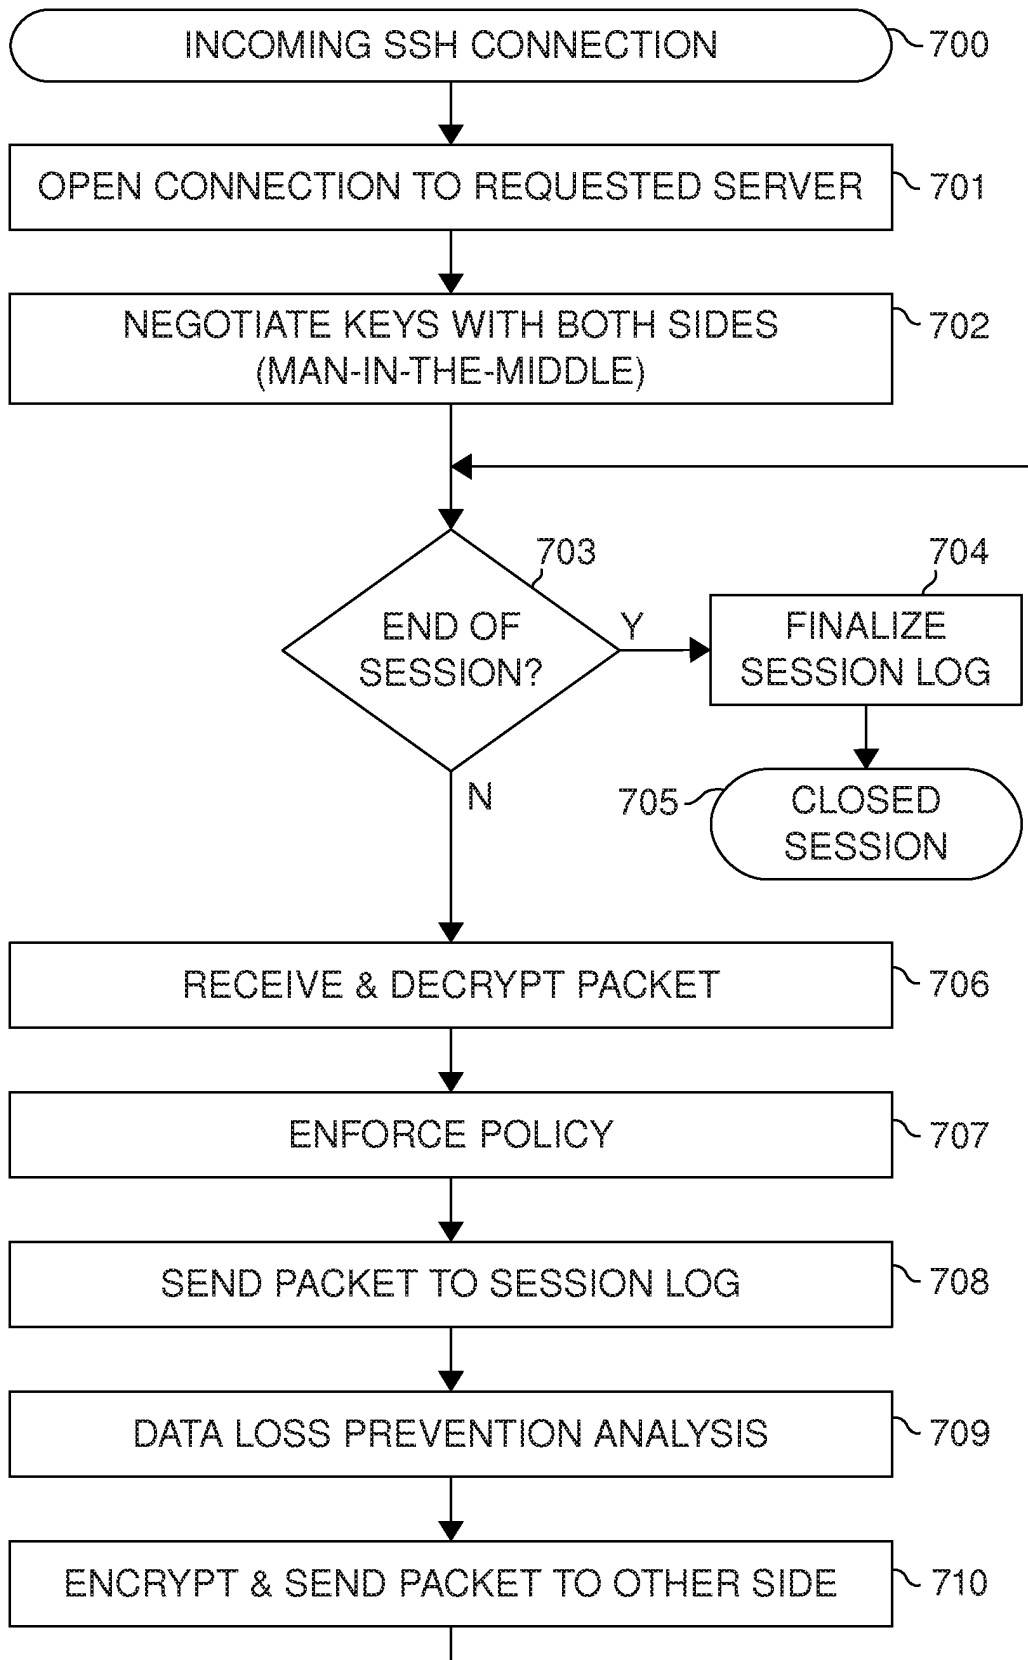 INCOMING SSH CONNECTION
700
OPEN CONNECTION TO REQUESTED SERVER
701
NEGOTIATE KEYS WITH BOTH SIDES
(MAN-IN-THE-MIDDLE)
702
703
END OF
SESSION?
Y
N
704
FINALIZE
SESSION LOG
705
CLOSED
SESSION
RECEIVE & DECRYPT PACKET
706
ENFORCE POLICY
707
SEND PACKET TO SESSION LOG
708
DATA LOSS PREVENTION ANALYSIS
709
ENCRYPT & SEND PACKET TO OTHER SIDE
710